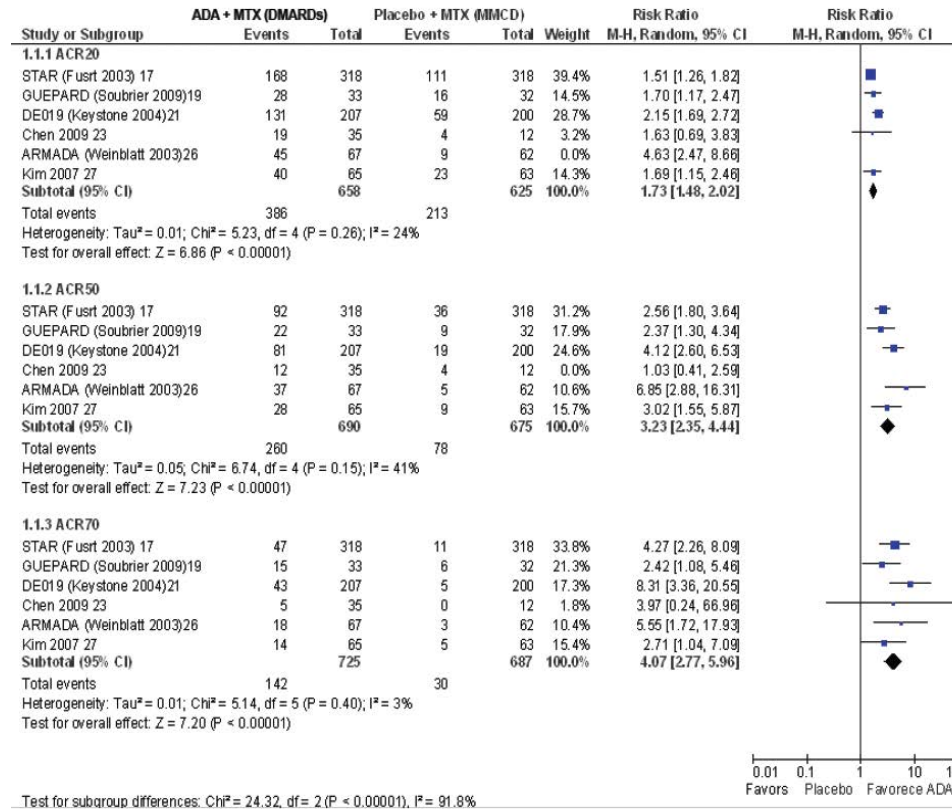 ADA + MTX (DMARDs) Placebo + MTX (MMCD) Risk Ratio Risk Ratio
Study or Subgroup Events Total Events Total Weight M-H, Random, 95% CI M-H, Random, 95% CI
1.1.1 ACR20
STAR (Fusrt 2003) 17 168 318 111 318 39.4% 1.51 [1.26, 1.82]
GUEPARD (Soubrier 2009)19 28 33 16 32 14.5% 1.70 [1.17, 2.47]
DE019 (Keystone 2004)21 131 207 59 200 28.7% 2.15 [1.69, 2.72]
Chen 2009 23 19 35 4 12 3.2% 1.63 [0.69, 3.83]
ARMADA (Weinblatt 2003)26 45 67 9 62 0.0% 4.63 [2.47, 8.66]
Kim 2007 27 40 65 23 63 14.3% 1.69 [1.15, 2.46]
Subtotal (95% CI) 658 625 100.0% 1.73 [1.48, 2.02]
Total events 386 213
Heterogeneity: Tau² = 0.01; Chi² = 5.23, df = 4 (P = 0.26); I² = 24%
Test for overall effect: Z = 6.86 (P < 0.00001)
1.1.2 ACR50
STAR (Fusrt 2003) 17 92 318 36 318 31.2% 2.56 [1.80, 3.64]
GUEPARD (Soubrier 2009)19 22 33 9 32 17.9% 2.37 [1.30, 4.34]
DE019 (Keystone 2004)21 81 207 19 200 24.6% 4.12 [2.60, 6.53]
Chen 2009 23 12 35 4 12 0.0% 1.03 [0.41, 2.59]
ARMADA (Weinblatt 2003)26 37 67 5 62 10.6% 6.85 [2.88, 16.31]
Kim 2007 27 28 65 9 63 15.7% 3.02 [1.55, 5.87]
Subtotal (95% CI) 690 675 100.0% 3.23 [2.35, 4.44]
Total events 260 78
Heterogeneity: Tau² = 0.05; Chi² = 6.74, df = 4 (P = 0.15); I² = 41%
Test for overall effect: Z = 7.23 (P < 0.00001)
1.1.3 ACR70
STAR (Fusrt 2003) 17 47 318 11 318 33.8% 4.27 [2.26, 8.09]
GUEPARD (Soubrier 2009)19 15 33 6 32 21.3% 2.42 [1.08, 5.46]
DE019 (Keystone 2004)21 43 207 5 200 17.3% 8.31 [3.36, 20.55]
Chen 2009 23 5 35 0 12 1.8% 3.97 [0.24, 66.96]
ARMADA (Weinblatt 2003)26 18 67 3 62 10.4% 5.55 [1.72, 17.93]
Kim 2007 27 14 65 5 63 15.4% 2.71 [1.04, 7.09]
Subtotal (95% CI) 725 687 100.0% 4.07 [2.77, 5.96]
Total events 142 30
Heterogeneity: Tau² = 0.01; Chi² = 5.14, df = 5 (P = 0.40); I² = 3%
Test for overall effect: Z = 7.20 (P < 0.00001)
0.01 0.1 1 10
Favors Placebo Favorece ADA
Test for subgroup differences: Chi² = 24.32, df = 2 (P < 0.00001), I² = 91.8%